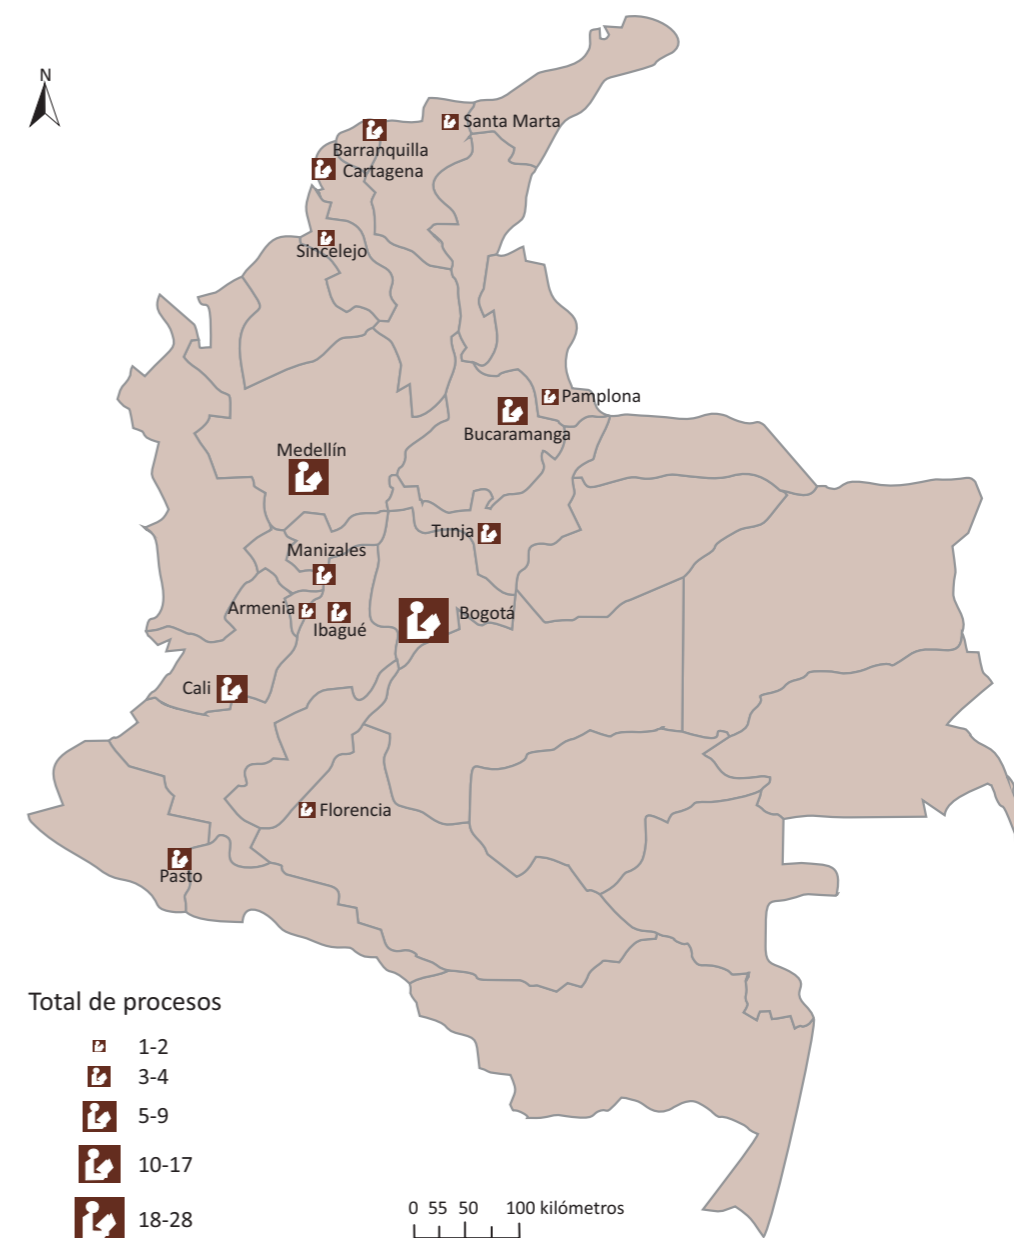 N
Santa Marta
Barranquilla
Cartagena
Sincelejo
Pamplona
Bucaramanga
Medellín
Tunja
Manizales
Armenia
Ibagué
Bogotá
Cali
Florencia
Pasto
Total de procesos
1-2
3-4
5-9
10-17
18-28
0 55 50 100 kilómetros